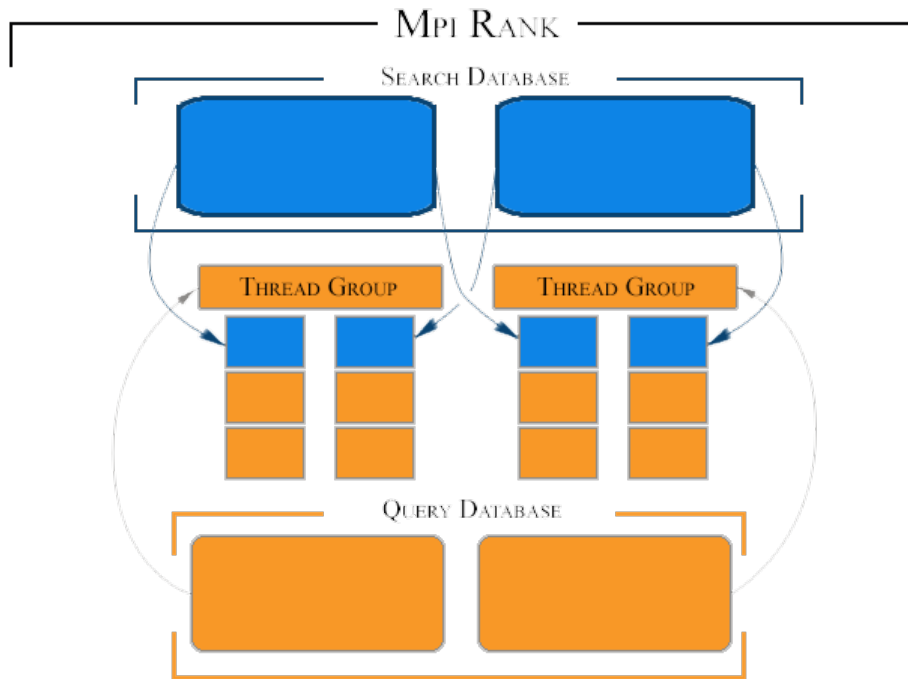 MPI RANK
SEARCH DATABASE
THREAD GROUP
THREAD GROUP
QUERY DATABASE